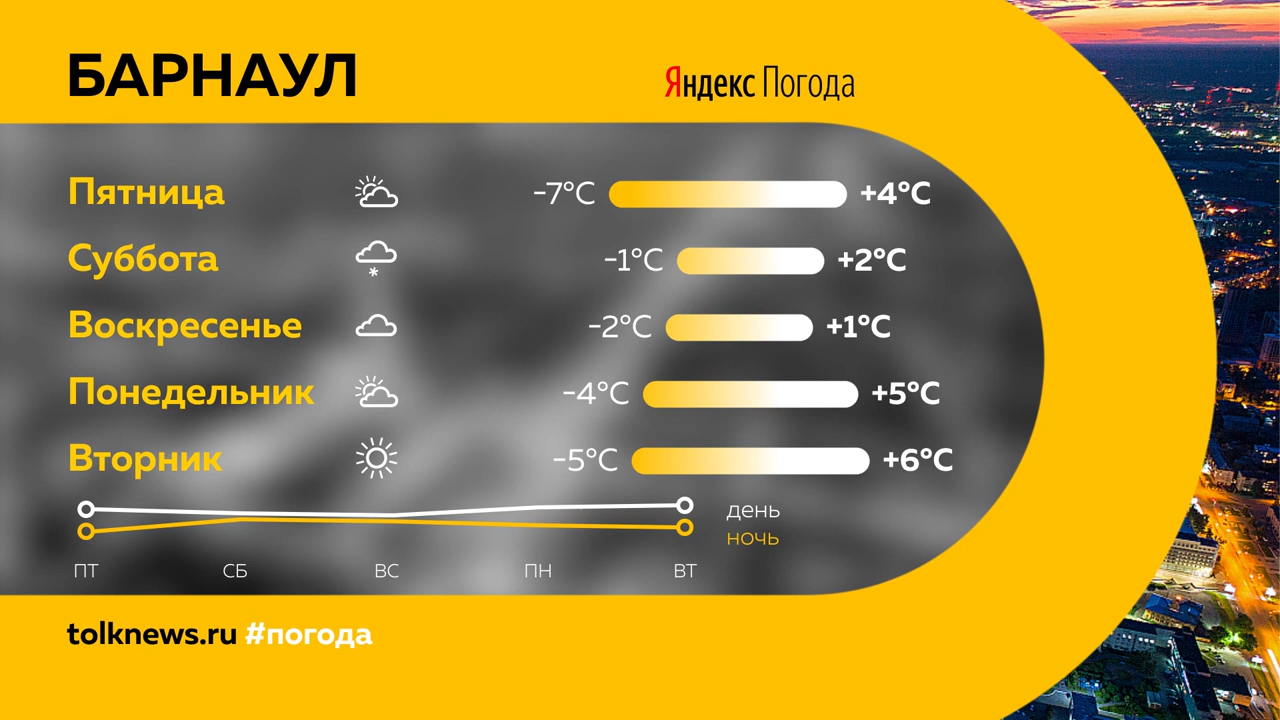 БАРНАУЛ
Яндекс Погода
Пятница -7°C +4°C
Суббота -1°C +2°C
Воскресенье -2°C +1°C
Понедельник -4°C +5°C
Вторник -5°C +6°C
день
ночь
ПТ СБ ВС ПН ВТ
tolknews.ru #погода